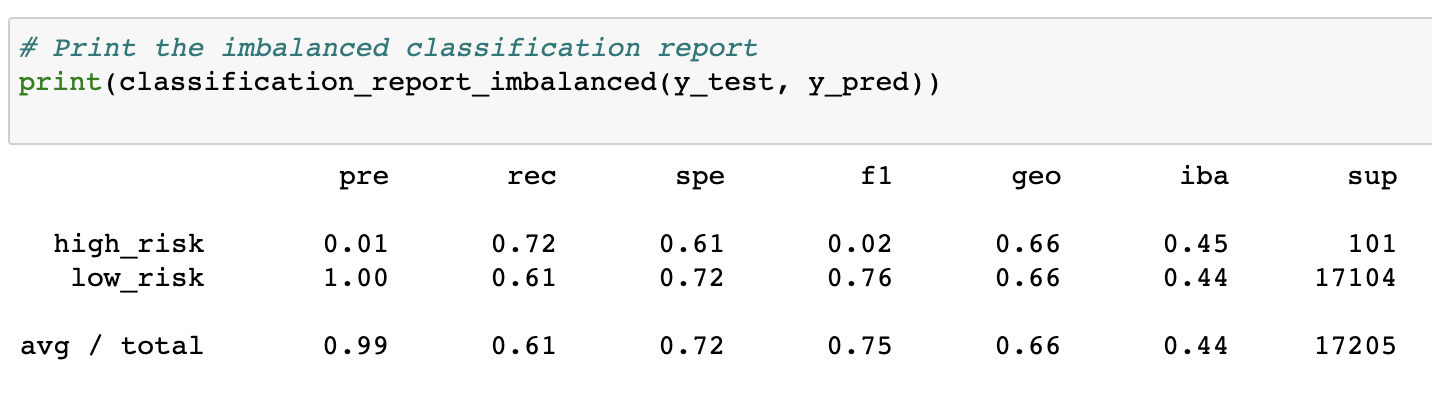 # Print the imbalanced classification report
print(classification_report_imbalanced(y_test, y_pred))
pre rec spe f1 geo iba sup
high_risk 0.01 0.72 0.61 0.02 0.66 0.45 101
low_risk 1.00 0.61 0.72 0.76 0.66 0.44 17104
avg / total 0.99 0.61 0.72 0.75 0.66 0.44 17205